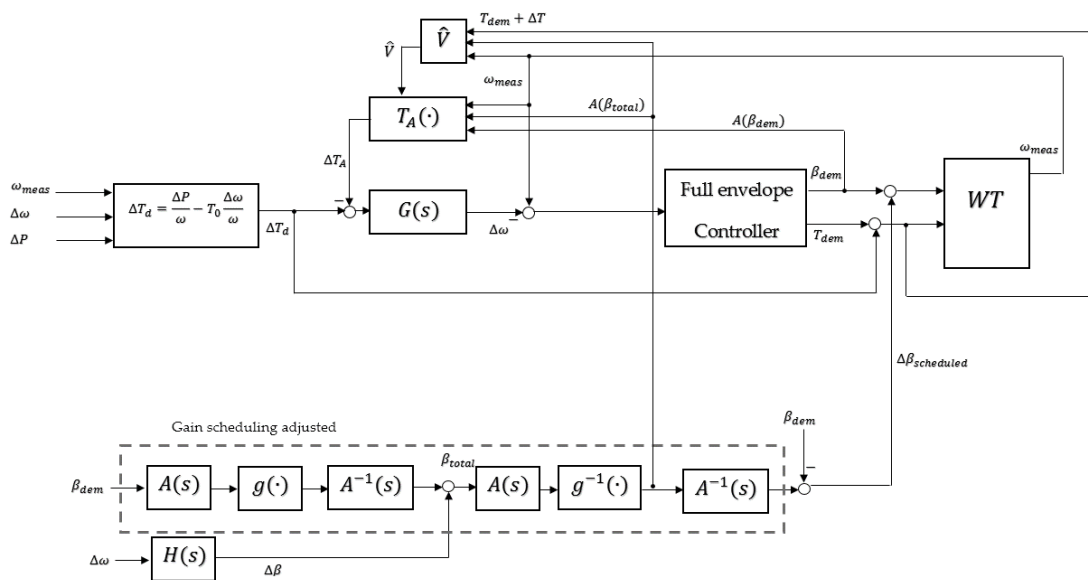 T_dem + ΔT
V̂
V̂
ω_meas
T_A(·)
A(β_total)
A(β_dem)
ω_meas
ΔT_A
β_dem
ω_meas
Δω
ΔP
ΔT_d = ΔP/ω − T_0 Δω/ω
ΔT_d
−
G(s)
Δω
−
Full envelope
Controller
T_dem
WT
Δβ_scheduled
β_dem
−
Gain scheduling adjusted
β_dem
A(s)
g(·)
A⁻¹(s)
β_total
A(s)
g⁻¹(·)
A⁻¹(s)
Δω
H(s)
Δβ